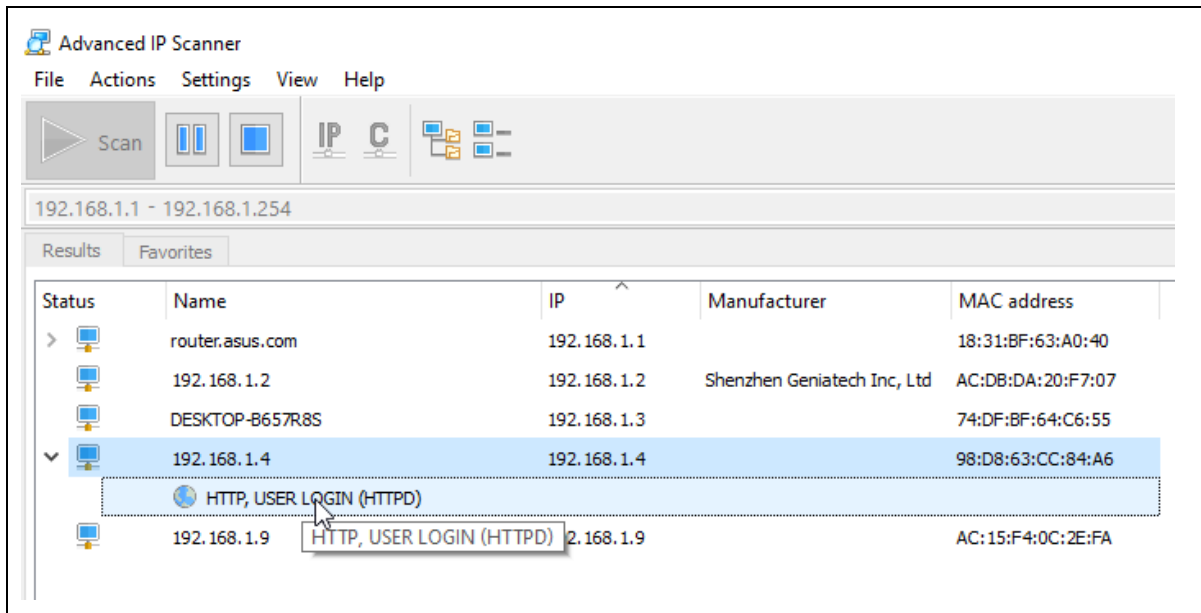 Advanced IP Scanner
File Actions Settings View Help
Scan IP C
192.168.1.1 - 192.168.1.254
Results Favorites
Status Name IP Manufacturer MAC address
router.asus.com 192.168.1.1 18:31:BF:63:A0:40
192.168.1.2 192.168.1.2 Shenzhen Geniatech Inc, Ltd AC:DB:DA:20:F7:07
DESKTOP-B657R8S 192.168.1.3 74:DF:BF:64:C6:55
192.168.1.4 192.168.1.4 98:D8:63:CC:84:A6
HTTP, USER LOGIN (HTTPD)
192.168.1.9 HTTP, USER LOGIN (HTTPD) 2.168.1.9 AC:15:F4:0C:2E:FA